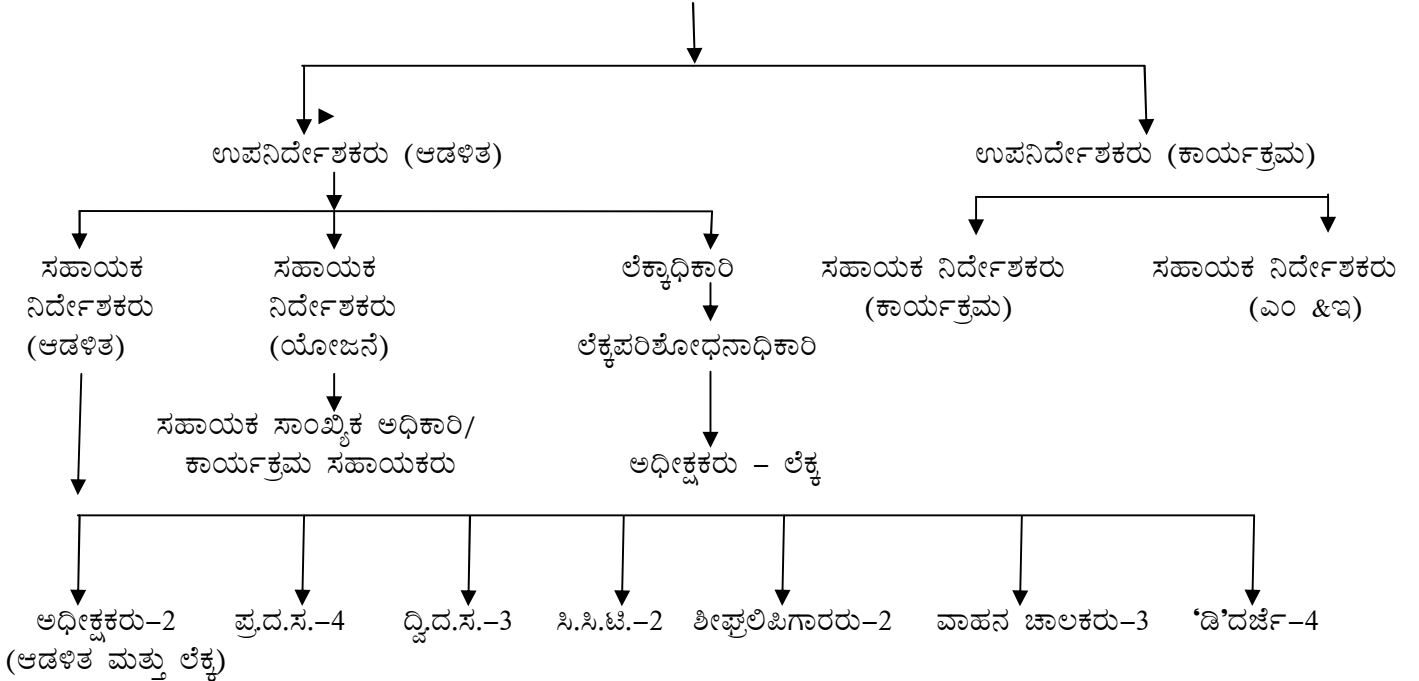 ಉಪನಿರ್ದೇಶಕರು (ಆಡಳಿತ)
ಉಪನಿರ್ದೇಶಕರು (ಕಾರ್ಯಕ್ರಮ)
ಸಹಾಯಕ
ನಿರ್ದೇಶಕರು
(ಆಡಳಿತ)
ಸಹಾಯಕ
ನಿರ್ದೇಶಕರು
(ಯೋಜನೆ)
ಲೆಕ್ಕಾಧಿಕಾರಿ
ಸಹಾಯಕ ನಿರ್ದೇಶಕರು
(ಕಾರ್ಯಕ್ರಮ)
ಸಹಾಯಕ ನಿರ್ದೇಶಕರು
(ಎಂ &ಇ)
ಲೆಕ್ಕಪರಿಶೋಧನಾಧಿಕಾರಿ
ಸಹಾಯಕ ಸಾಂಖ್ಯಿಕ ಅಧಿಕಾರಿ/
ಕಾರ್ಯಕ್ರಮ ಸಹಾಯಕರು
ಅಧೀಕ್ಷಕರು – ಲೆಕ್ಕ
ಅಧೀಕ್ಷಕರು–2
(ಆಡಳಿತ ಮತ್ತು ಲೆಕ್ಕ)
ಪ್ರ.ದ.ಸ.–4
ದ್ವಿ.ದ.ಸ.–3
ಸಿ.ಸಿ.ಟಿ.–2
ಶೀಘ್ರಲಿಪಿಗಾರರು–2
ವಾಹನ ಚಾಲಕರು–3
‘ಡಿ’ದರ್ಜೆ–4